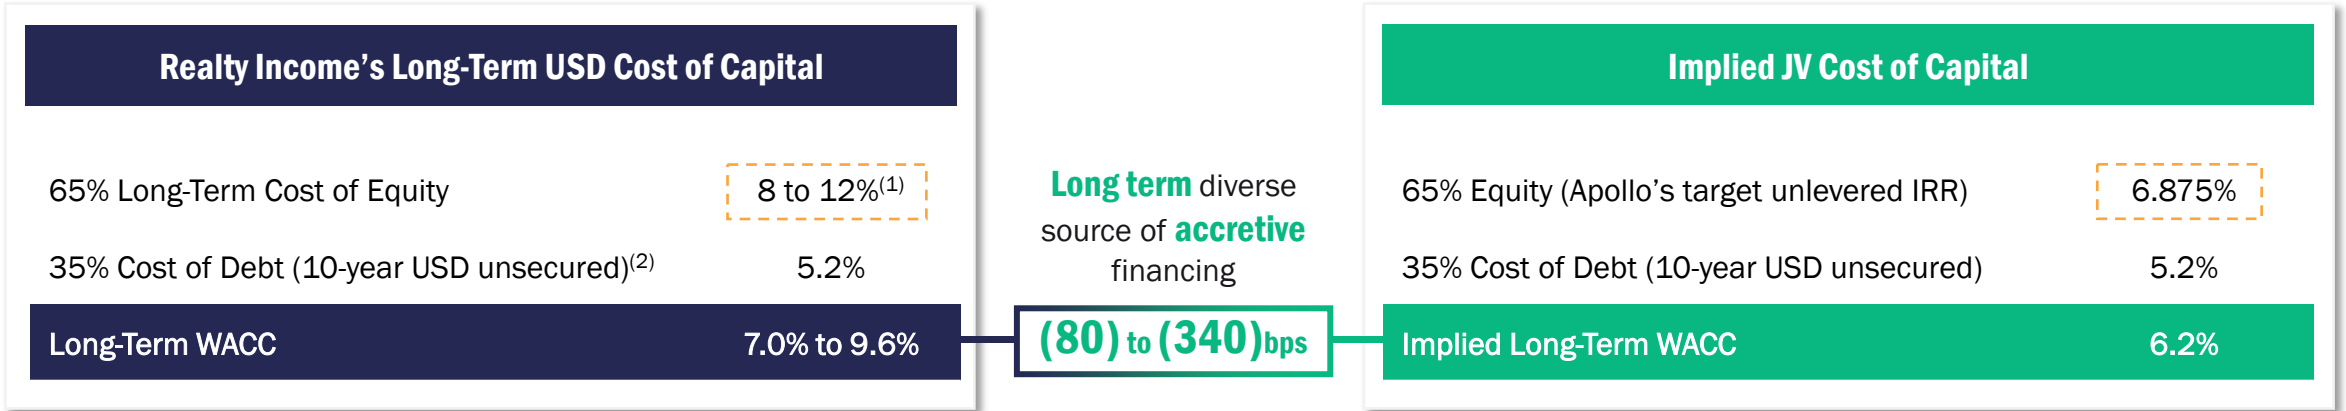 Realty Income's Long-Term USD Cost of Capital
65% Long-Term Cost of Equity 8 to 12%(1)
35% Cost of Debt (10-year USD unsecured)(2) 5.2%
Long-Term WACC 7.0% to 9.6%
Long term diverse
source of accretive
financing
(80) to (340)bps
Implied JV Cost of Capital
65% Equity (Apollo's target unlevered IRR) 6.875%
35% Cost of Debt (10-year USD unsecured) 5.2%
Implied Long-Term WACC 6.2%